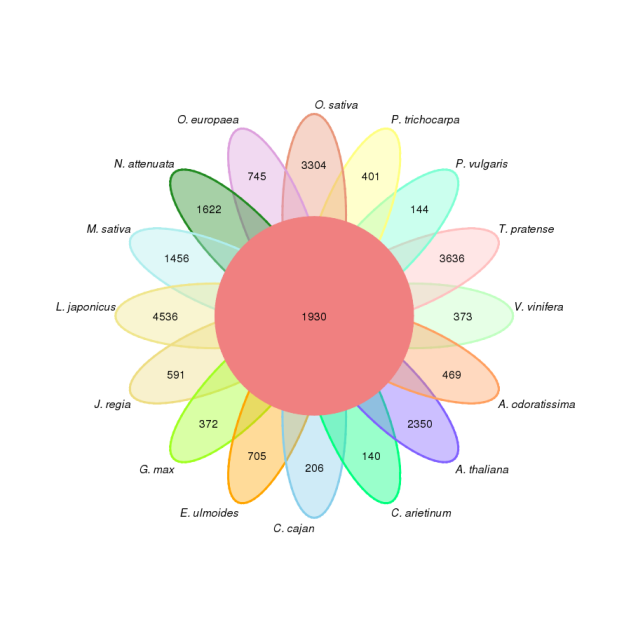 O. sativa
O. europaea
P. trichocarpa
N. attenuata
P. vulgaris
3304
745
401
1622
144
M. sativa
T. pratense
1456
3636
L. japonicus
V. vinifera
4536
1930
373
591
469
J. regia
A. odoratissima
372
2350
G. max
A. thaliana
705
206
140
E. ulmoides
C. arietinum
C. cajan